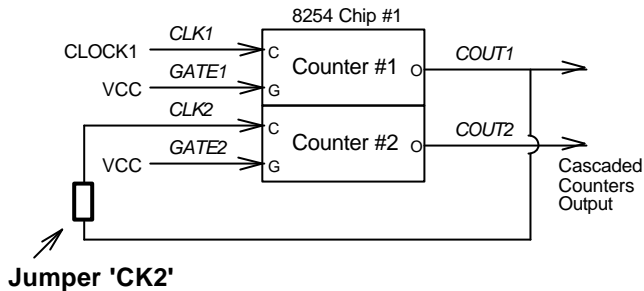 8254 Chip #1
CLOCK1
CLK1
C
Counter #1
O
COUT1
VCC
GATE1
G
CLK2
C
Counter #2
O
COUT2
VCC
GATE2
G
Cascaded
Counters
Output
Jumper 'CK2'